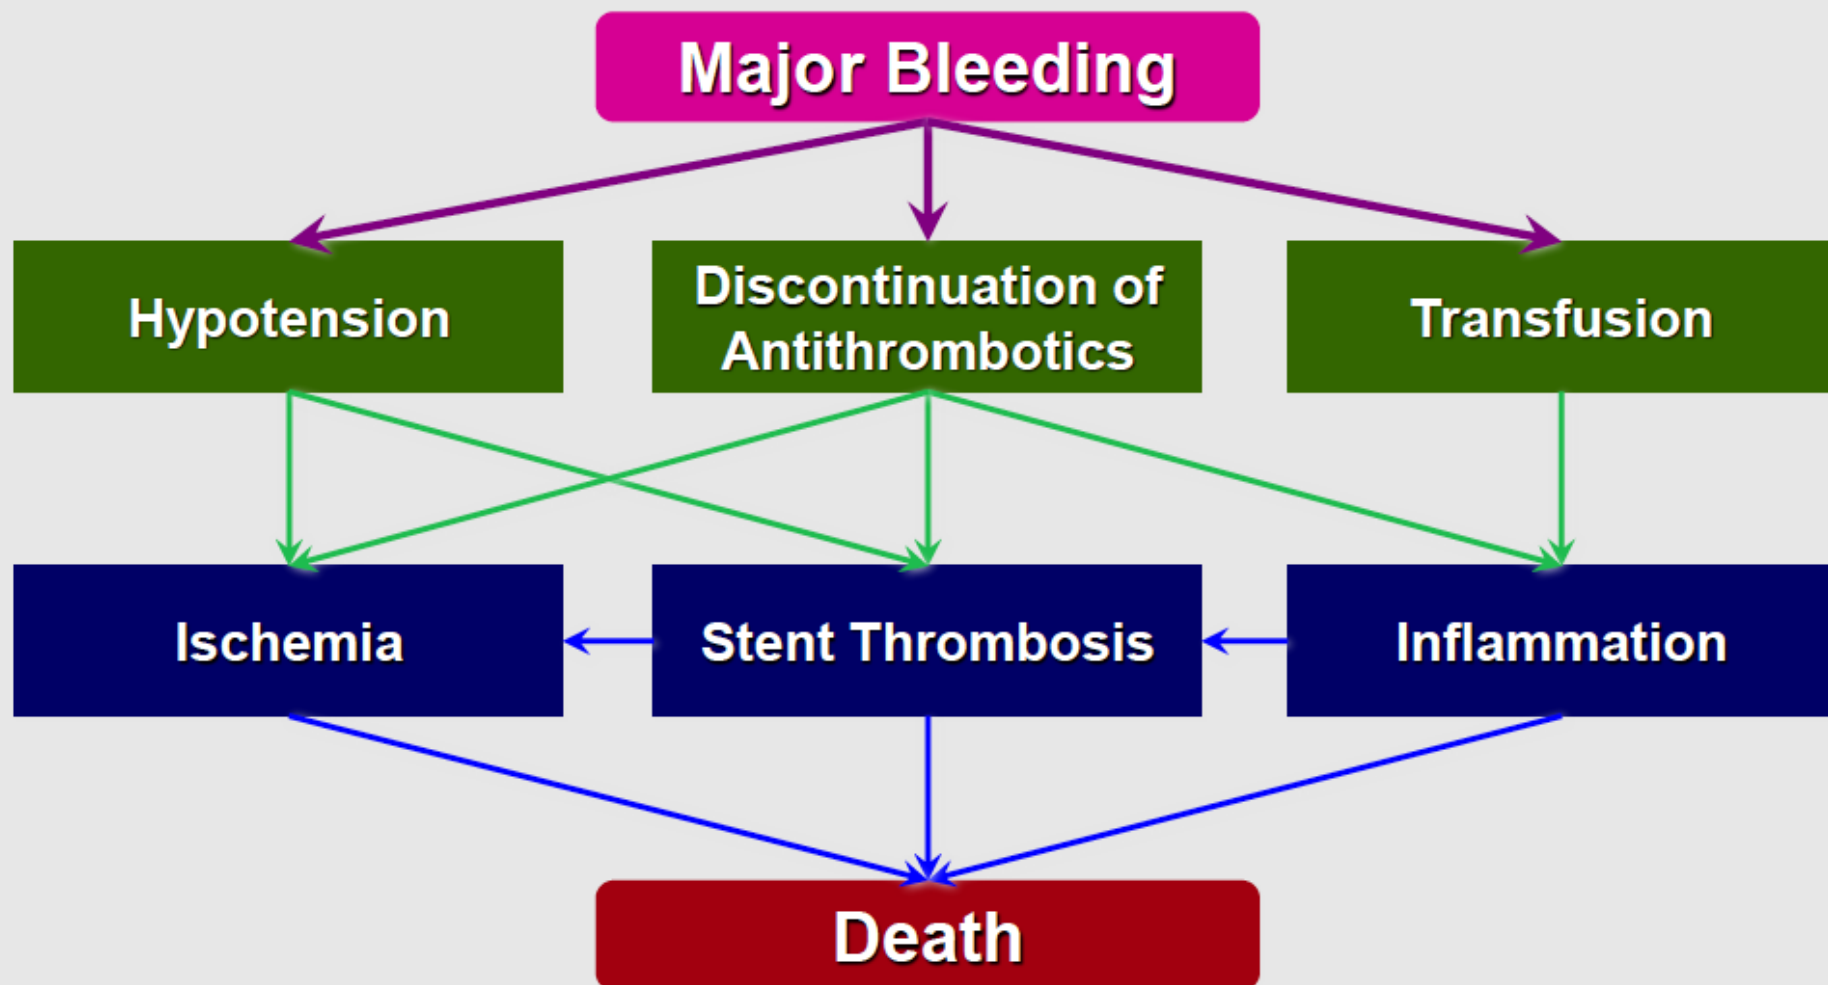 Major Bleeding
Hypotension
Discontinuation of
Antithrombotics
Transfusion
Ischemia
Stent Thrombosis
Inflammation
Death